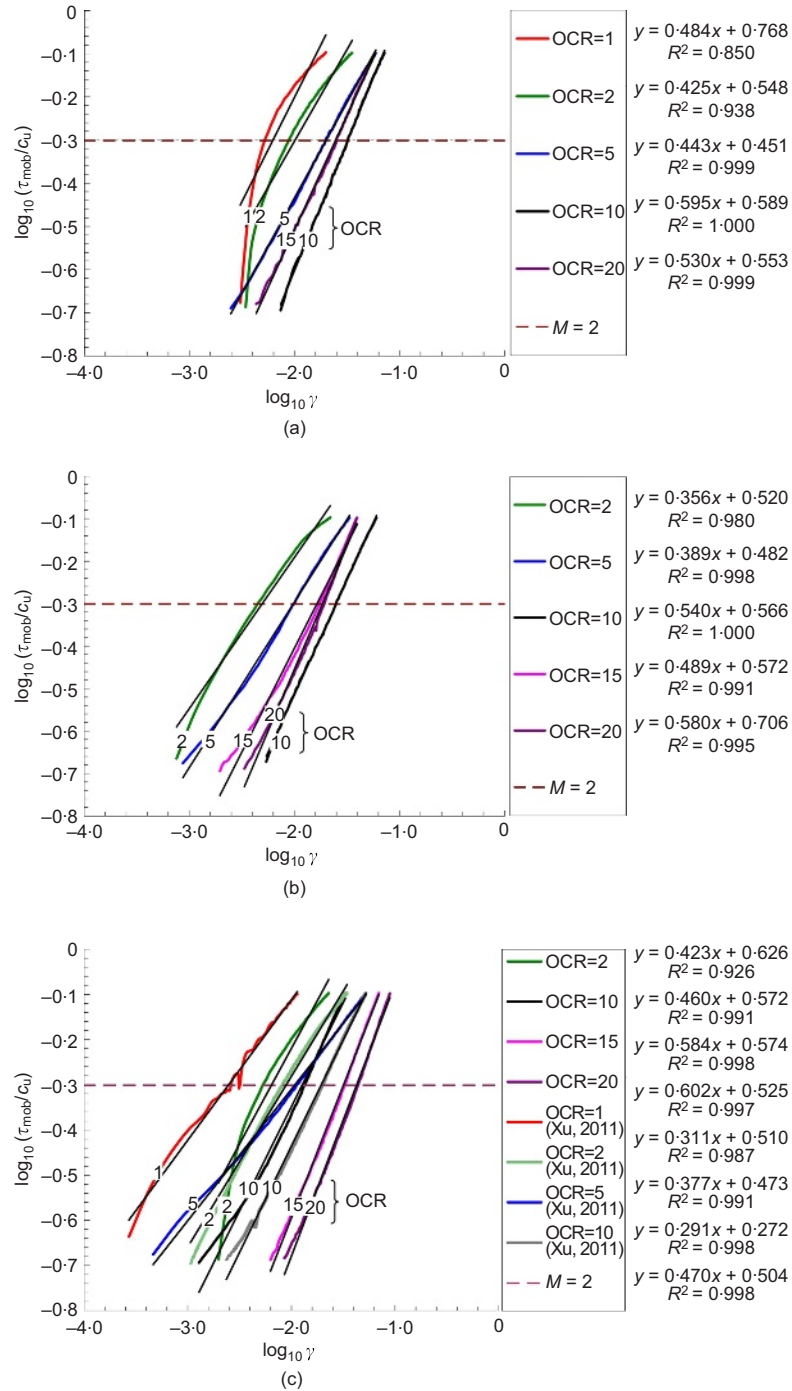 0
–0·1
–0·2
–0·3
–0·4
–0·5
–0·6
–0·7
–0·8
log10 (τmob/cu)
1
2
5
15
10
OCR
–4·0
–3·0
–2·0
–1·0
0
log10 γ
(a)
OCR=1
OCR=2
OCR=5
OCR=10
OCR=20
M = 2
y = 0·484x + 0·768
R² = 0·850
y = 0·425x + 0·548
R² = 0·938
y = 0·443x + 0·451
R² = 0·999
y = 0·595x + 0·589
R² = 1·000
y = 0·530x + 0·553
R² = 0·999
0
–0·1
–0·2
–0·3
–0·4
–0·5
–0·6
–0·7
–0·8
log10 (τmob/cu)
2
5
15
20
10
OCR
–4·0
–3·0
–2·0
–1·0
0
log10 γ
(b)
OCR=2
OCR=5
OCR=10
OCR=15
OCR=20
M = 2
y = 0·356x + 0·520
R² = 0·980
y = 0·389x + 0·482
R² = 0·998
y = 0·540x + 0·566
R² = 1·000
y = 0·489x + 0·572
R² = 0·991
y = 0·580x + 0·706
R² = 0·995
0
–0·1
–0·2
–0·3
–0·4
–0·5
–0·6
–0·7
–0·8
log10 (τmob/cu)
1
5
2
2
10
10
15
20
OCR
–4·0
–3·0
–2·0
–1·0
0
log10 γ
(c)
OCR=2
OCR=10
OCR=15
OCR=20
OCR=1
(Xu, 2011)
OCR=2
(Xu, 2011)
OCR=5
(Xu, 2011)
OCR=10
(Xu, 2011)
M = 2
y = 0·423x + 0·626
R² = 0·926
y = 0·460x + 0·572
R² = 0·991
y = 0·584x + 0·574
R² = 0·998
y = 0·602x + 0·525
R² = 0·997
y = 0·311x + 0·510
R² = 0·987
y = 0·377x + 0·473
R² = 0·991
y = 0·291x + 0·272
R² = 0·998
y = 0·470x + 0·504
R² = 0·998